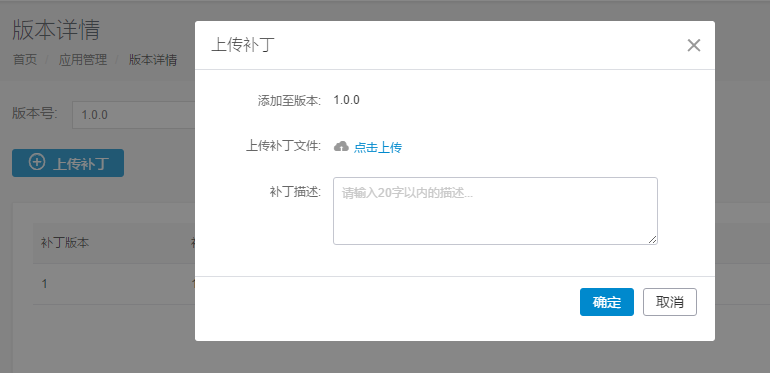 版本详情
首页 / 应用管理 / 版本详情
版本号: 1.0.0
上传补丁
补丁版本
1
上传补丁
添加至版本: 1.0.0
上传补丁文件: 点击上传
补丁描述: 请输入20字以内的描述...
确定 取消